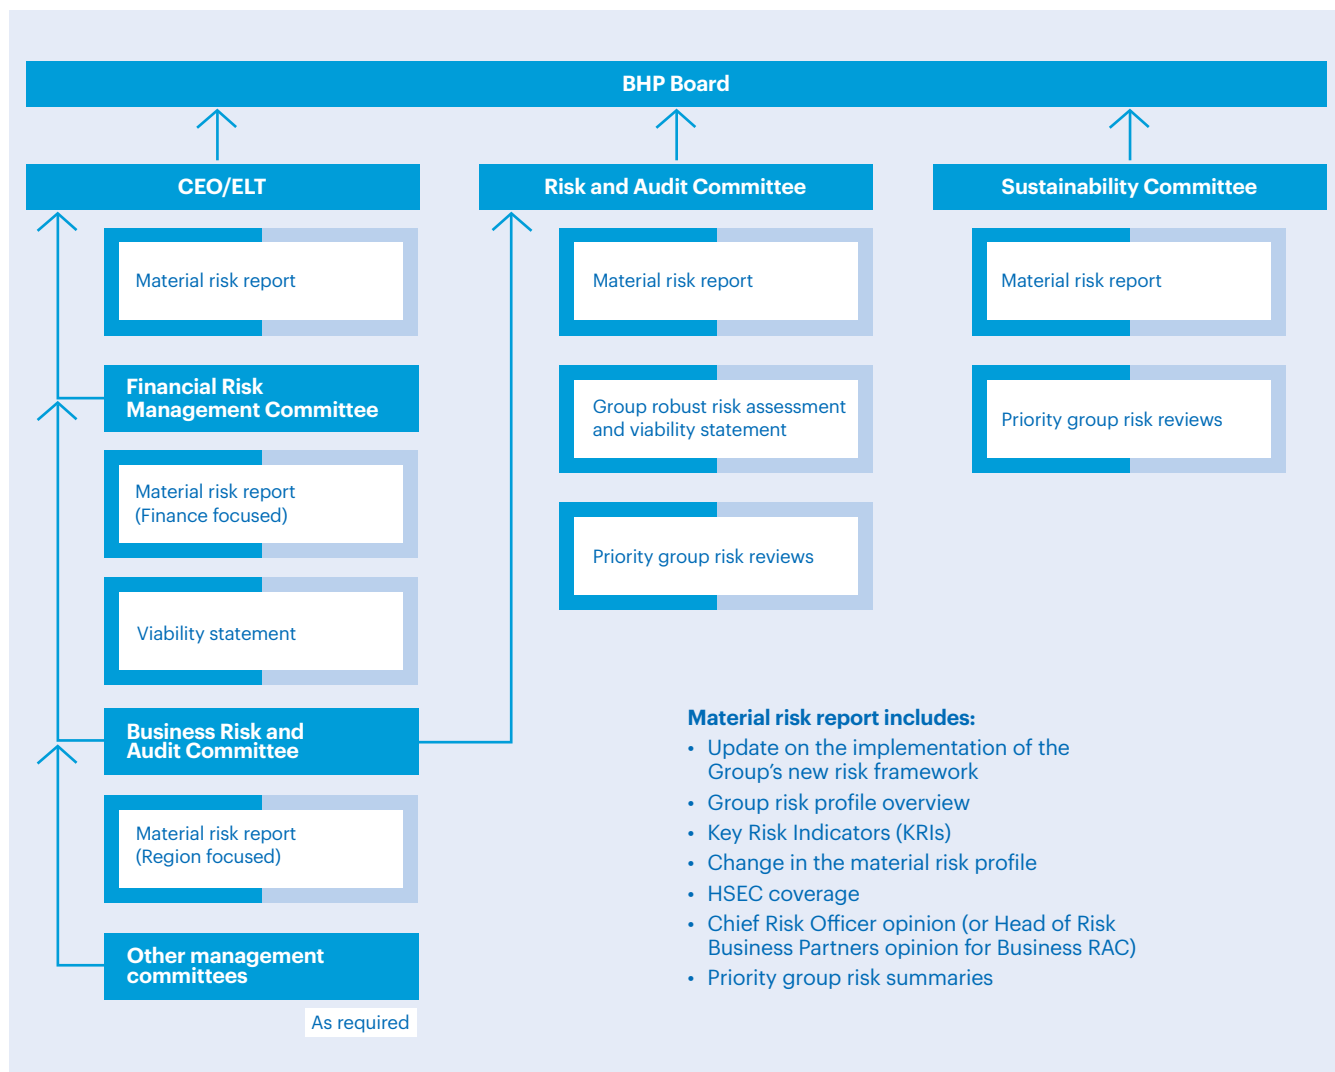 BHP Board
CEO/ELT
Material risk report
Financial Risk
Management Committee
Material risk report
(Finance focused)
Viability statement
Business Risk and
Audit Committee
Material risk report
(Region focused)
Other management
committees
As required
Risk and Audit Committee
Material risk report
Group robust risk assessment
and viability statement
Priority group risk reviews
Sustainability Committee
Material risk report
Priority group risk reviews
Material risk report includes:
• Update on the implementation of the
Group’s new risk framework
• Group risk profile overview
• Key Risk Indicators (KRIs)
• Change in the material risk profile
• HSEC coverage
• Chief Risk Officer opinion (or Head of Risk
Business Partners opinion for Business RAC)
• Priority group risk summaries